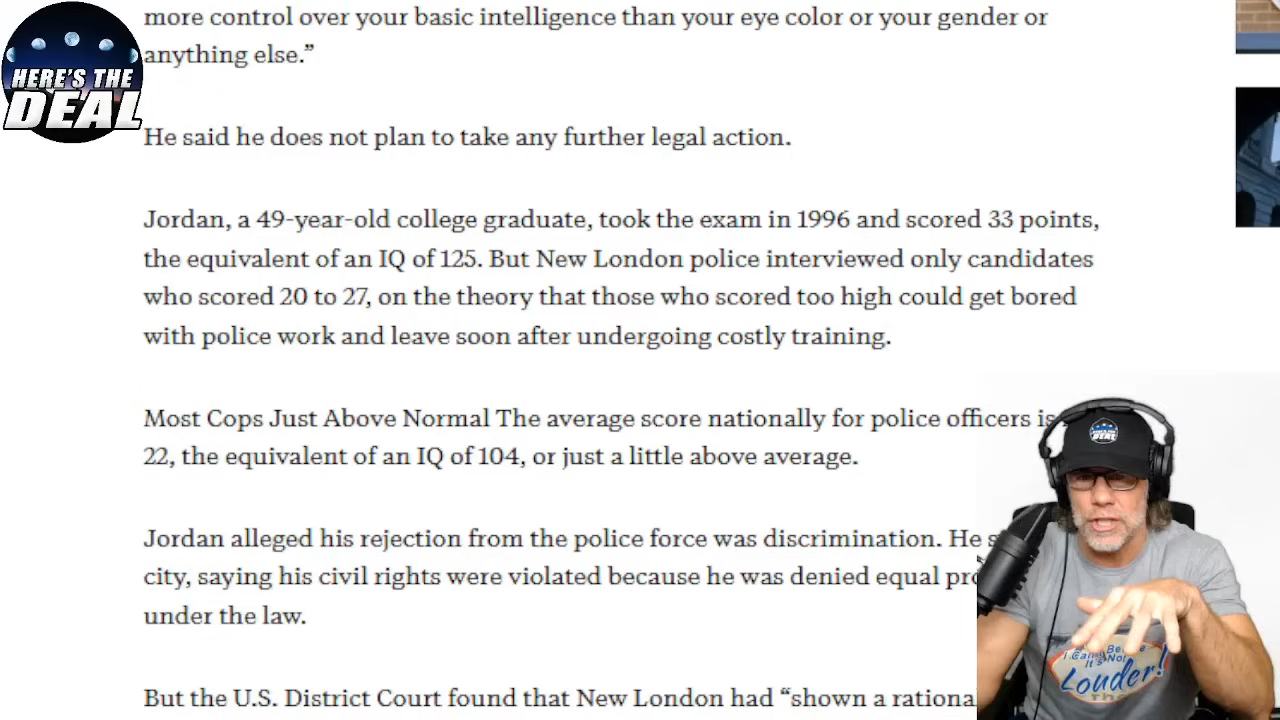 more control over your basic intelligence than your eye color or your gender or
anything else.”
HERE'S THE
DEAL
He said he does not plan to take any further legal action.
Jordan, a 49-year-old college graduate, took the exam in 1996 and scored 33 points,
the equivalent of an IQ of 125. But New London police interviewed only candidates
who scored 20 to 27, on the theory that those who scored too high could get bored
with police work and leave soon after undergoing costly training.
Most Cops Just Above Normal The average score nationally for police officers is
22, the equivalent of an IQ of 104, or just a little above average.
HERE'S THE
DEAL
Jordan alleged his rejection from the police force was discrimination. He
city, saying his civil rights were violated because he was denied equal
under the law.
It's Not
Louder!
But the U.S. District Court found that New London had “shown a